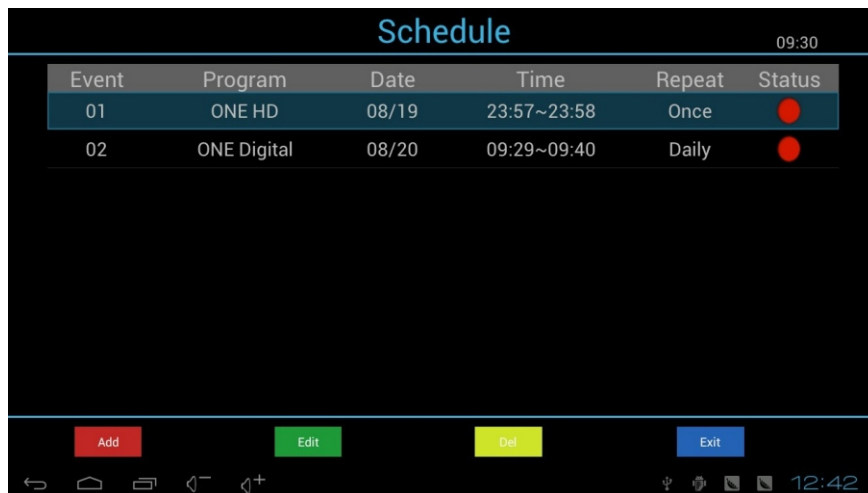 Schedule
09:30
Event Program Date Time Repeat Status
01 ONE HD 08/19 23:57~23:58 Once
02 ONE Digital 08/20 09:29~09:40 Daily
Add Edit Del Exit
12:42